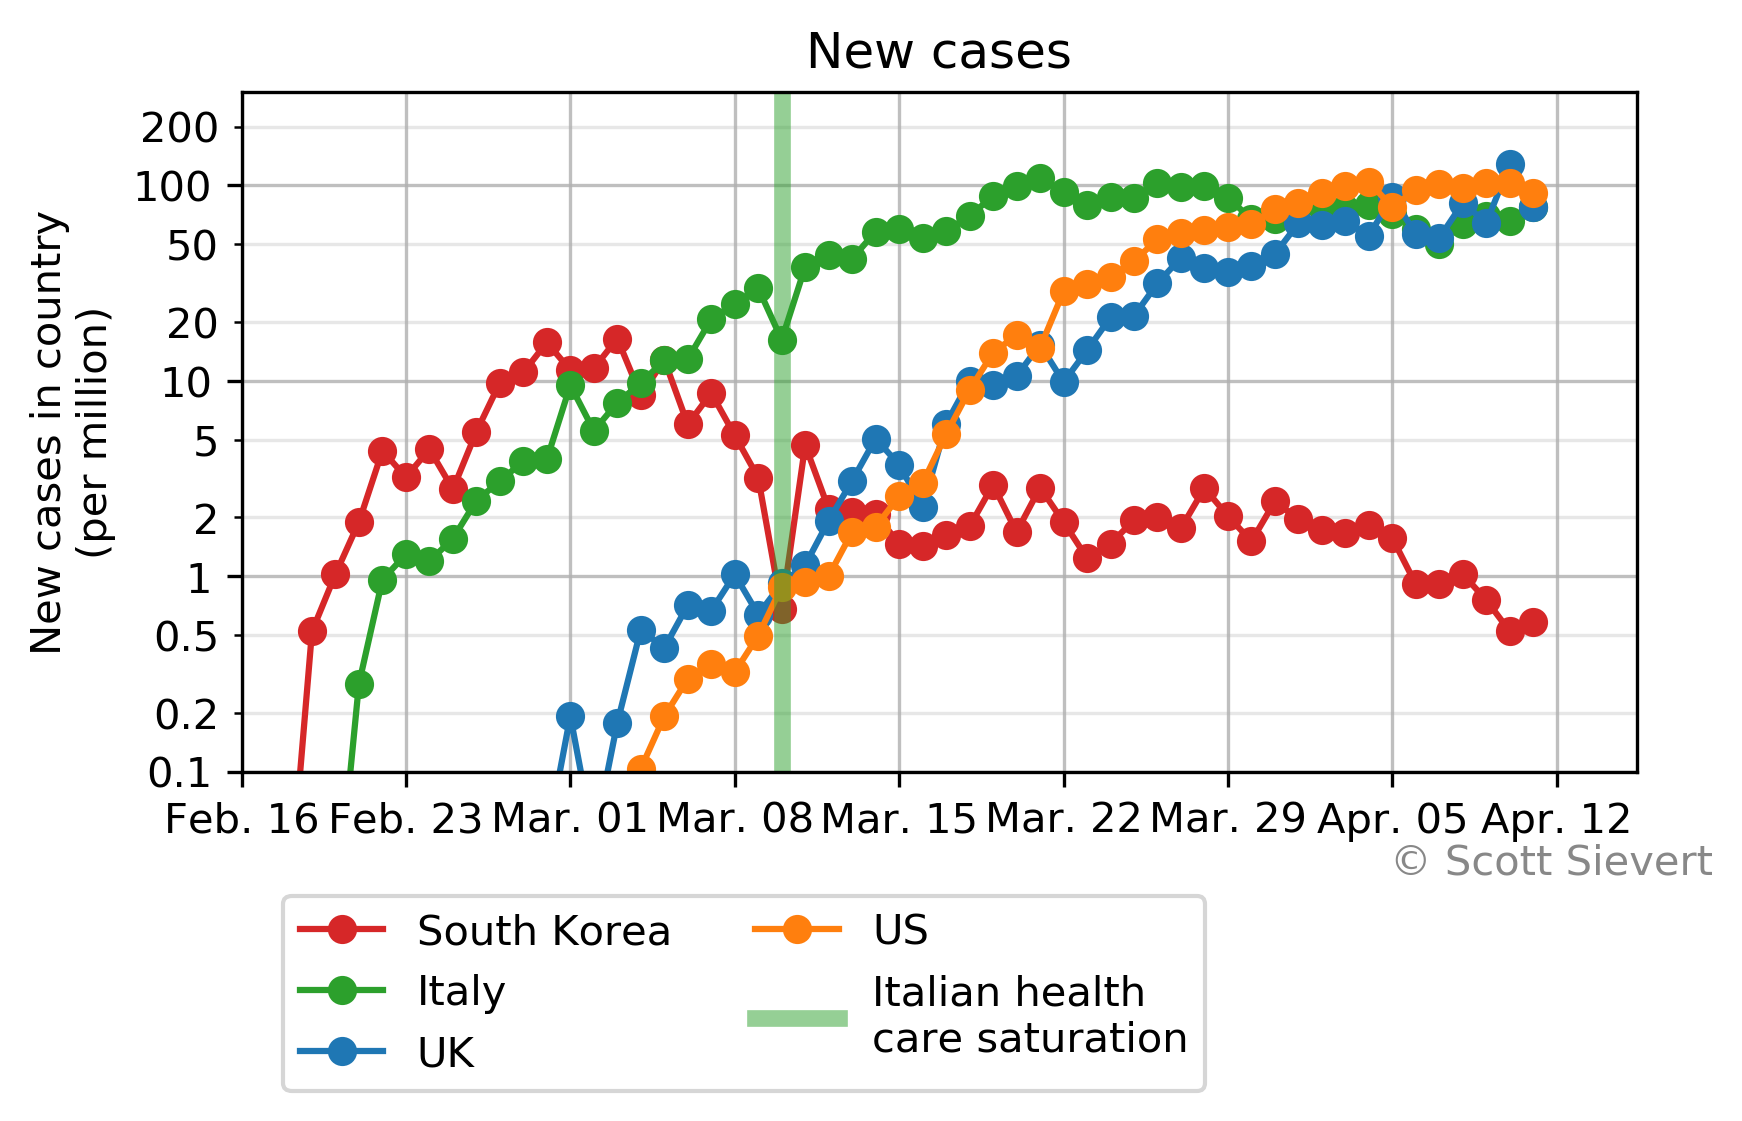 New cases
New cases in country
(per million)
200
100
50
20
10
5
2
1
0.5
0.2
0.1
Feb. 16 Feb. 23 Mar. 01 Mar. 08 Mar. 15 Mar. 22 Mar. 29 Apr. 05 Apr. 12
© Scott Sievert
South Korea
Italy
UK
US
Italian health
care saturation